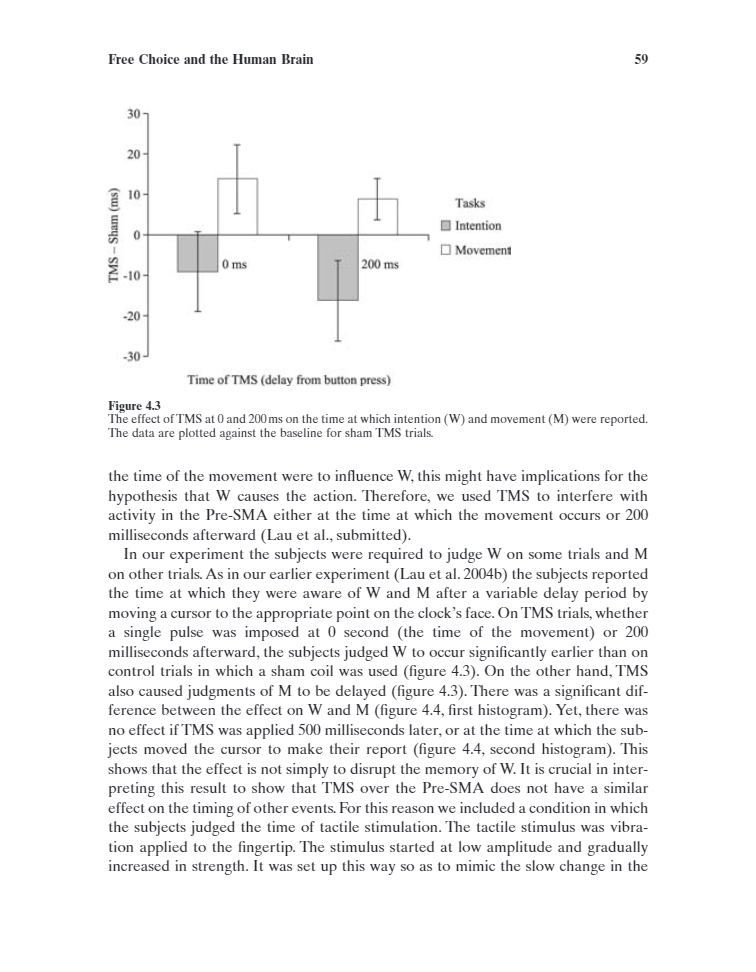 Free Choice and the Human Brain 59
30
20
10
0
-10
-20
-30
TMS – Sham (ms)
0 ms
200 ms
Tasks
Intention
Movement
Time of TMS (delay from button press)
Figure 4.3
The effect of TMS at 0 and 200 ms on the time at which intention (W) and movement (M) were reported.
The data are plotted against the baseline for sham TMS trials.
the time of the movement were to influence W, this might have implications for the
hypothesis that W causes the action. Therefore, we used TMS to interfere with
activity in the Pre-SMA either at the time at which the movement occurs or 200
milliseconds afterward (Lau et al., submitted).
In our experiment the subjects were required to judge W on some trials and M
on other trials. As in our earlier experiment (Lau et al. 2004b) the subjects reported
the time at which they were aware of W and M after a variable delay period by
moving a cursor to the appropriate point on the clock's face. On TMS trials, whether
a single pulse was imposed at 0 second (the time of the movement) or 200
milliseconds afterward, the subjects judged W to occur significantly earlier than on
control trials in which a sham coil was used (figure 4.3). On the other hand, TMS
also caused judgments of M to be delayed (figure 4.3). There was a significant dif-
ference between the effect on W and M (figure 4.4, first histogram). Yet, there was
no effect if TMS was applied 500 milliseconds later, or at the time at which the sub-
jects moved the cursor to make their report (figure 4.4, second histogram). This
shows that the effect is not simply to disrupt the memory of W. It is crucial in inter-
preting this result to show that TMS over the Pre-SMA does not have a similar
effect on the timing of other events. For this reason we included a condition in which
the subjects judged the time of tactile stimulation. The tactile stimulus was vibra-
tion applied to the fingertip. The stimulus started at low amplitude and gradually
increased in strength. It was set up this way so as to mimic the slow change in the